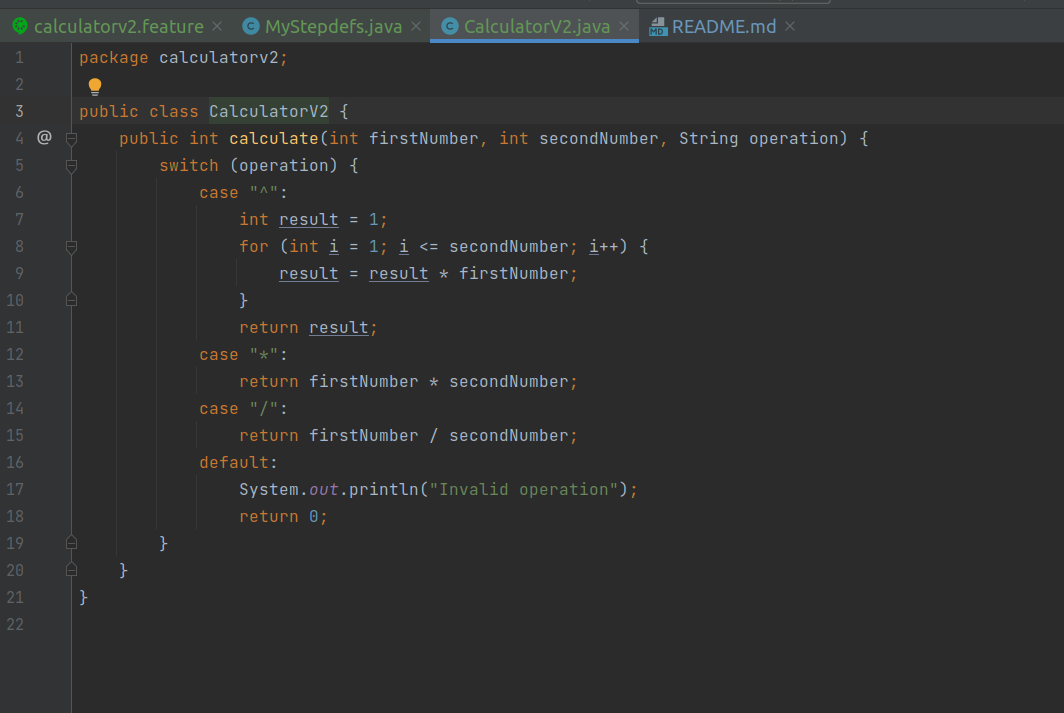 calculatorv2.feature × MyStepdefs.java × CalculatorV2.java × README.md ×
1 package calculatorv2;
2
3 public class CalculatorV2 {
4 @ public int calculate(int firstNumber, int secondNumber, String operation) {
5 switch (operation) {
6 case "^":
7 int result = 1;
8 for (int i = 1; i <= secondNumber; i++) {
9 result = result * firstNumber;
10 }
11 return result;
12 case "*":
13 return firstNumber * secondNumber;
14 case "/":
15 return firstNumber / secondNumber;
16 default:
17 System.out.println("Invalid operation");
18 return 0;
19 }
20 }
21 }
22